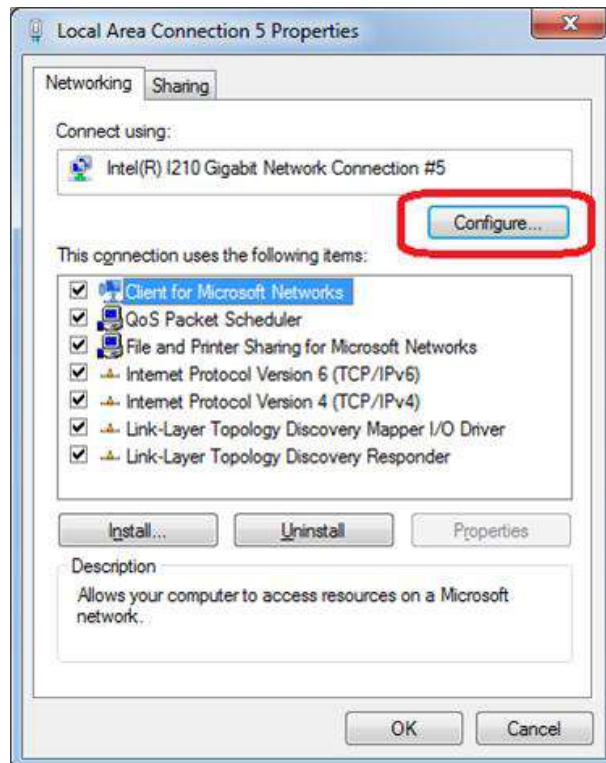 Local Area Connection 5 Properties
Networking
Sharing
Connect using:
Intel(R) I210 Gigabit Network Connection #5
Configure...
This connection uses the following items:
Client for Microsoft Networks
QoS Packet Scheduler
File and Printer Sharing for Microsoft Networks
Internet Protocol Version 6 (TCP/IPv6)
Internet Protocol Version 4 (TCP/IPv4)
Link-Layer Topology Discovery Mapper I/O Driver
Link-Layer Topology Discovery Responder
Install...
Uninstall
Properties
Description
Allows your computer to access resources on a Microsoft
network.
OK
Cancel